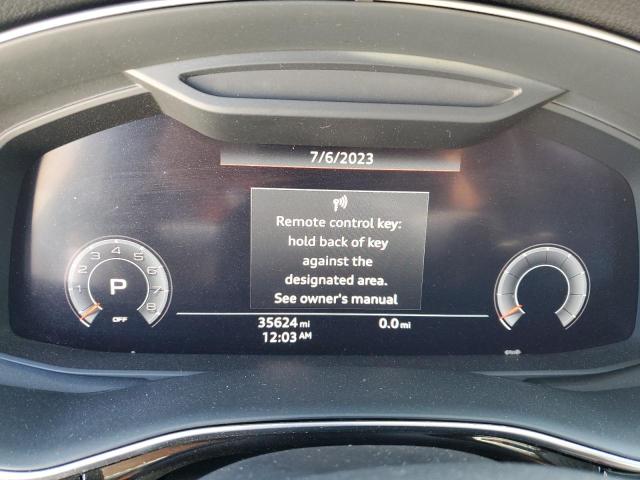 7/6/2023
Remote control key:
hold back of key
against the
designated area.
See owner's manual
1 2 3 4 5 6 7 8
P
OFF
35624 mi 0.0 mi
12:03 AM